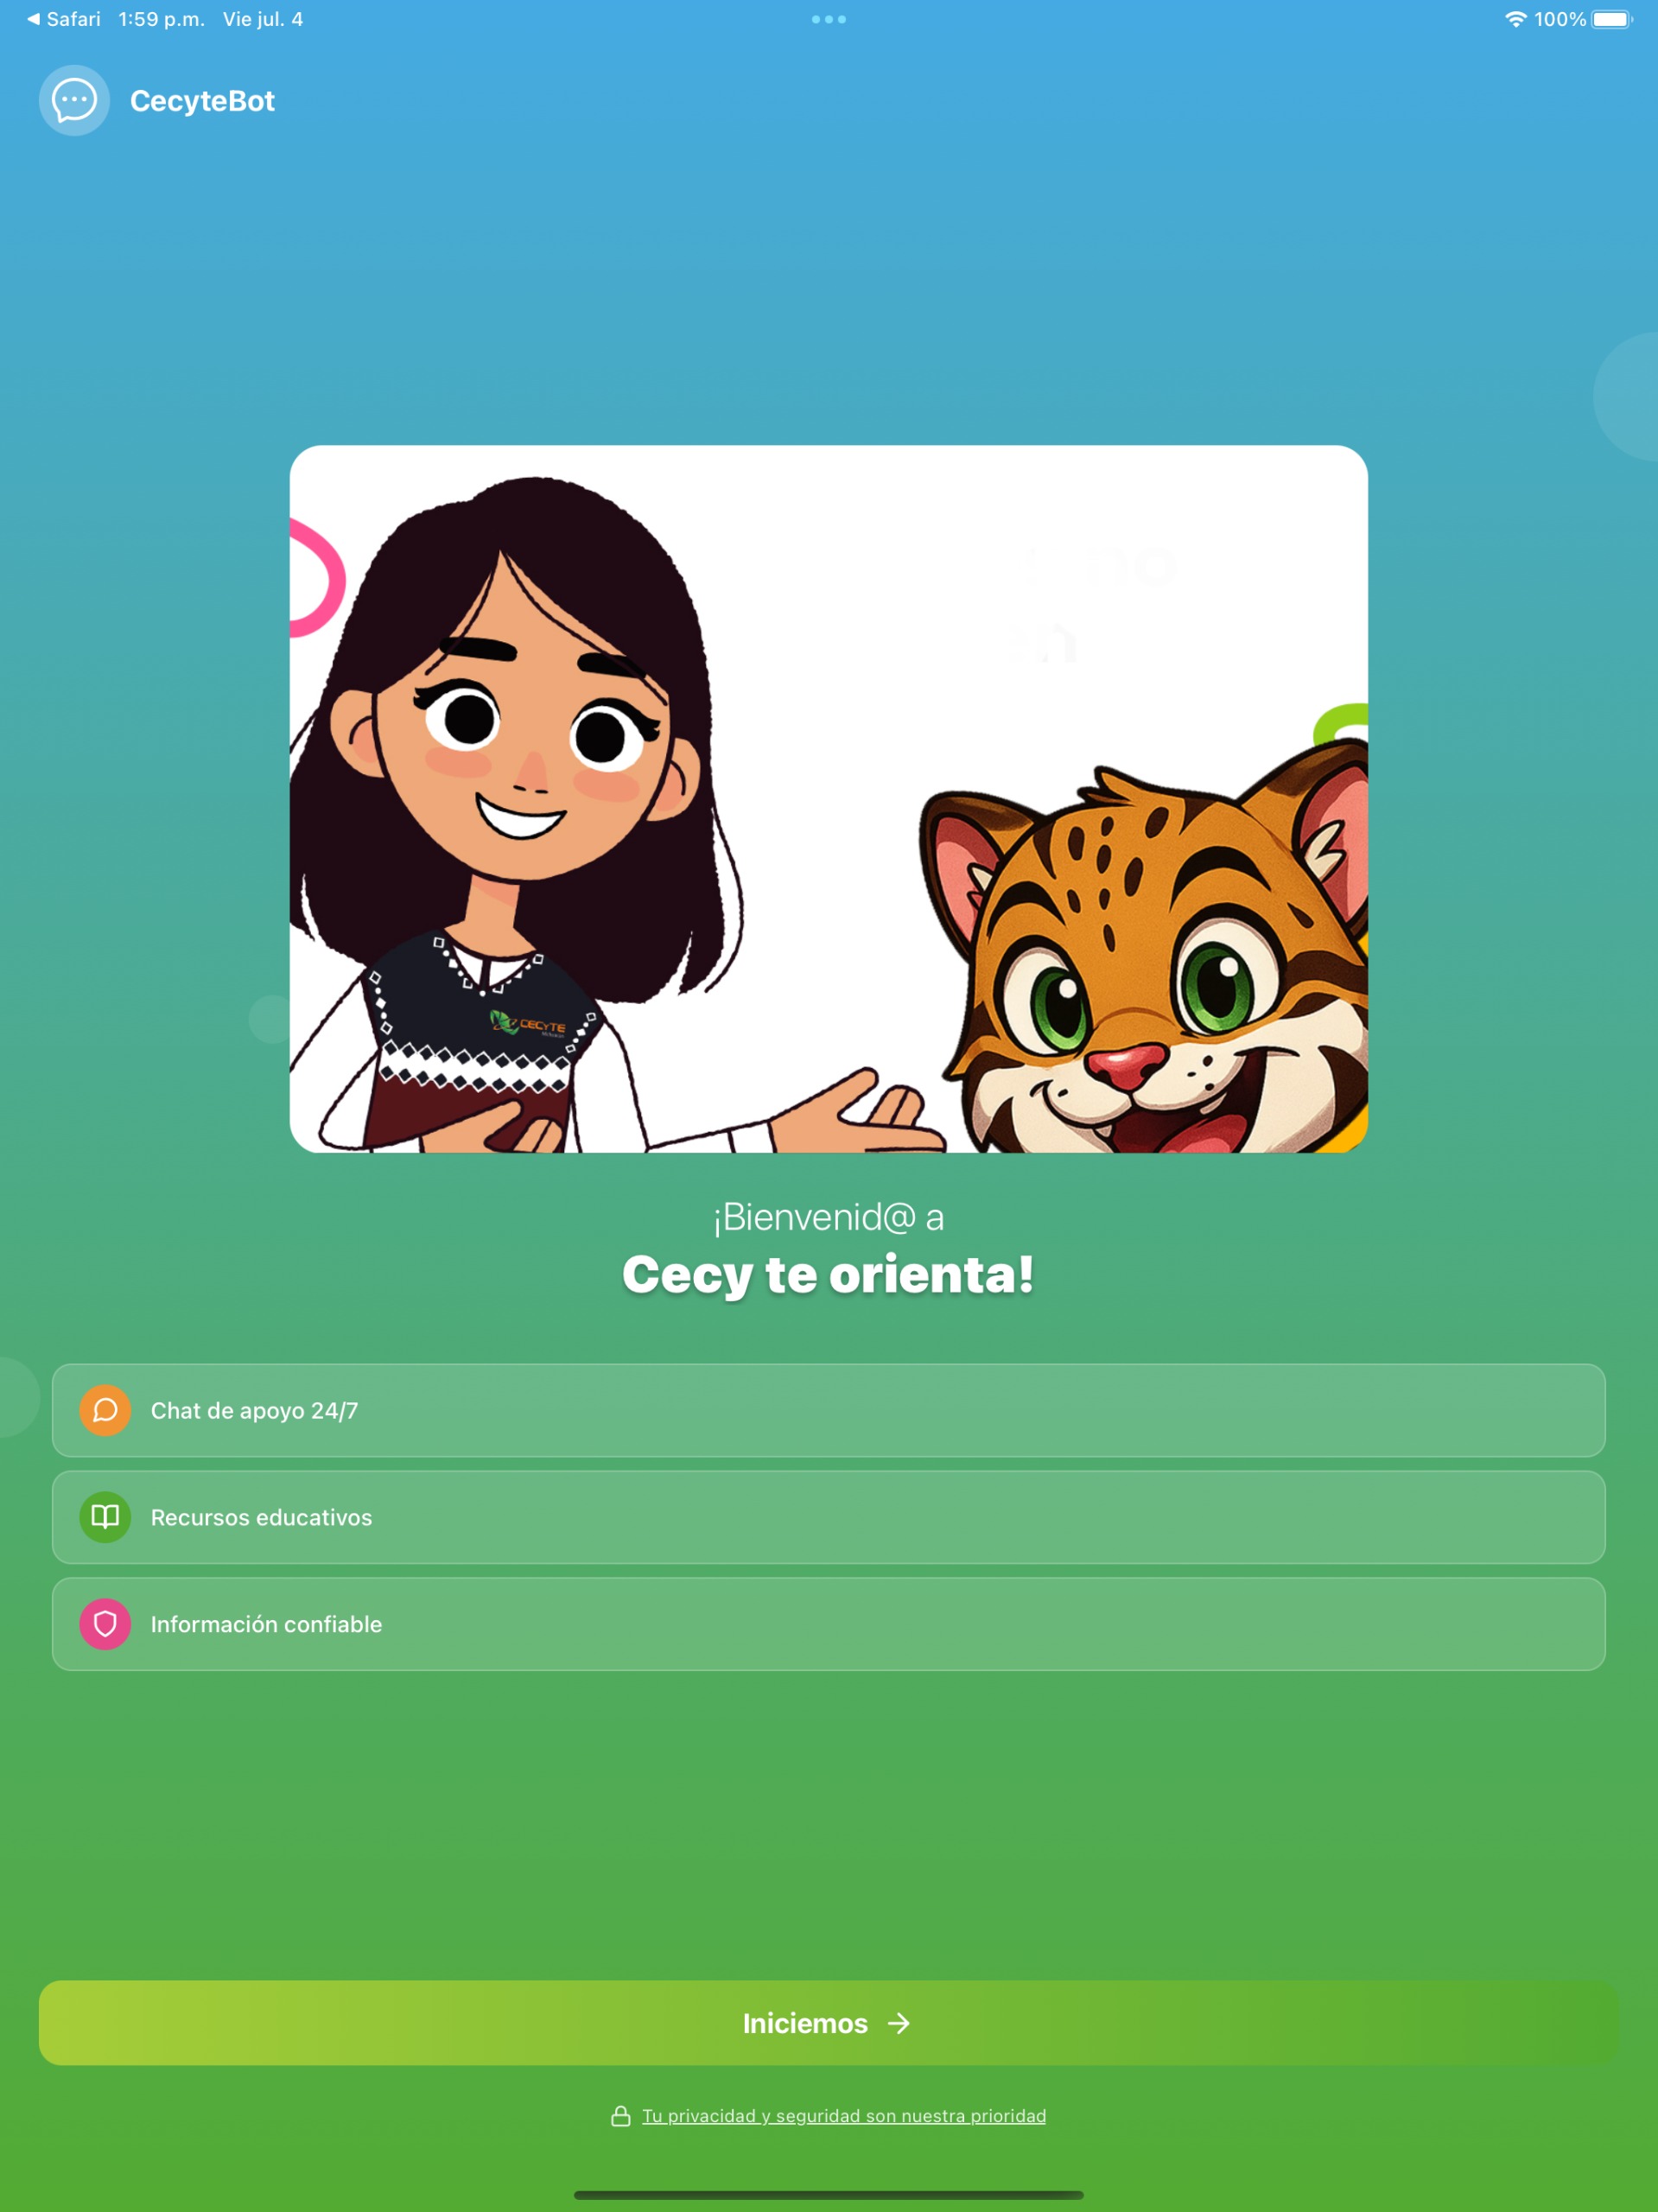 Safari 1:59 p.m. Vie jul. 4
100%
CecyteBot
CECYTE
¡Bienvenid@ a
Cecy te orienta!
Chat de apoyo 24/7
Recursos educativos
Información confiable
Iniciemos
Tu privacidad y seguridad son nuestra prioridad